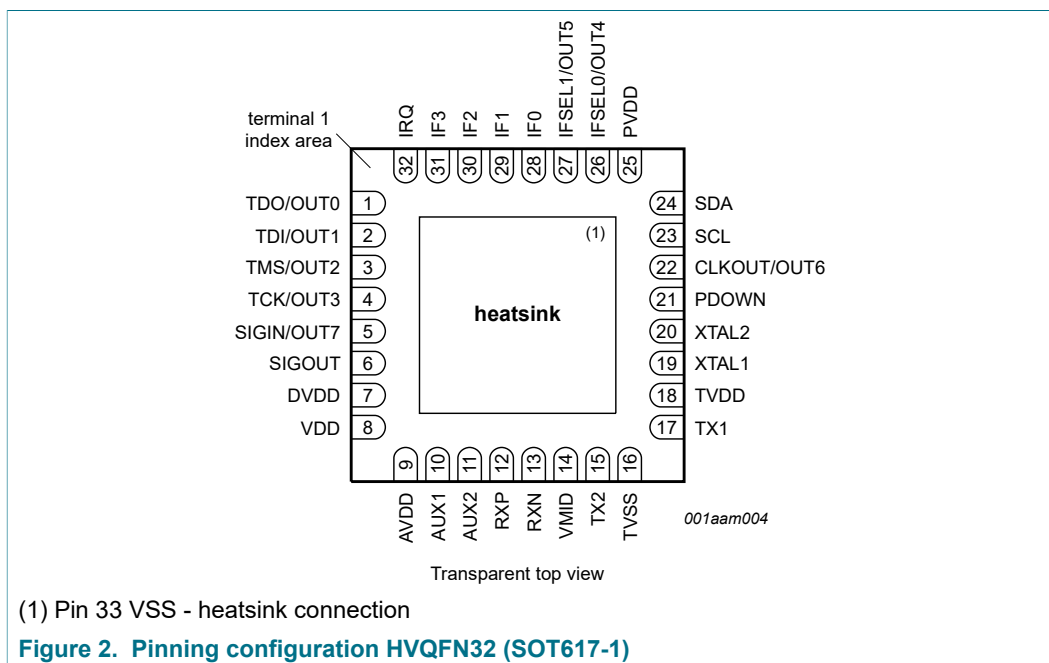 IRQ
IF3
IF2
IF1
IF0
IFSEL1/OUT5
IFSEL0/OUT4
PVDD
terminal 1
index area
32
31
30
29
28
27
26
25
TDO/OUT0 1
TDI/OUT1 2
TMS/OUT2 3
TCK/OUT3 4
SIGIN/OUT7 5
SIGOUT 6
DVDD 7
VDD 8
(1)
heatsink
24 SDA
23 SCL
22 CLKOUT/OUT6
21 PDOWN
20 XTAL2
19 XTAL1
18 TVDD
17 TX1
9
10
11
12
13
14
15
16
AVDD
AUX1
AUX2
RXP
RXN
VMID
TX2
TVSS
001aam004
Transparent top view
(1) Pin 33 VSS - heatsink connection
Figure 2. Pinning configuration HVQFN32 (SOT617-1)